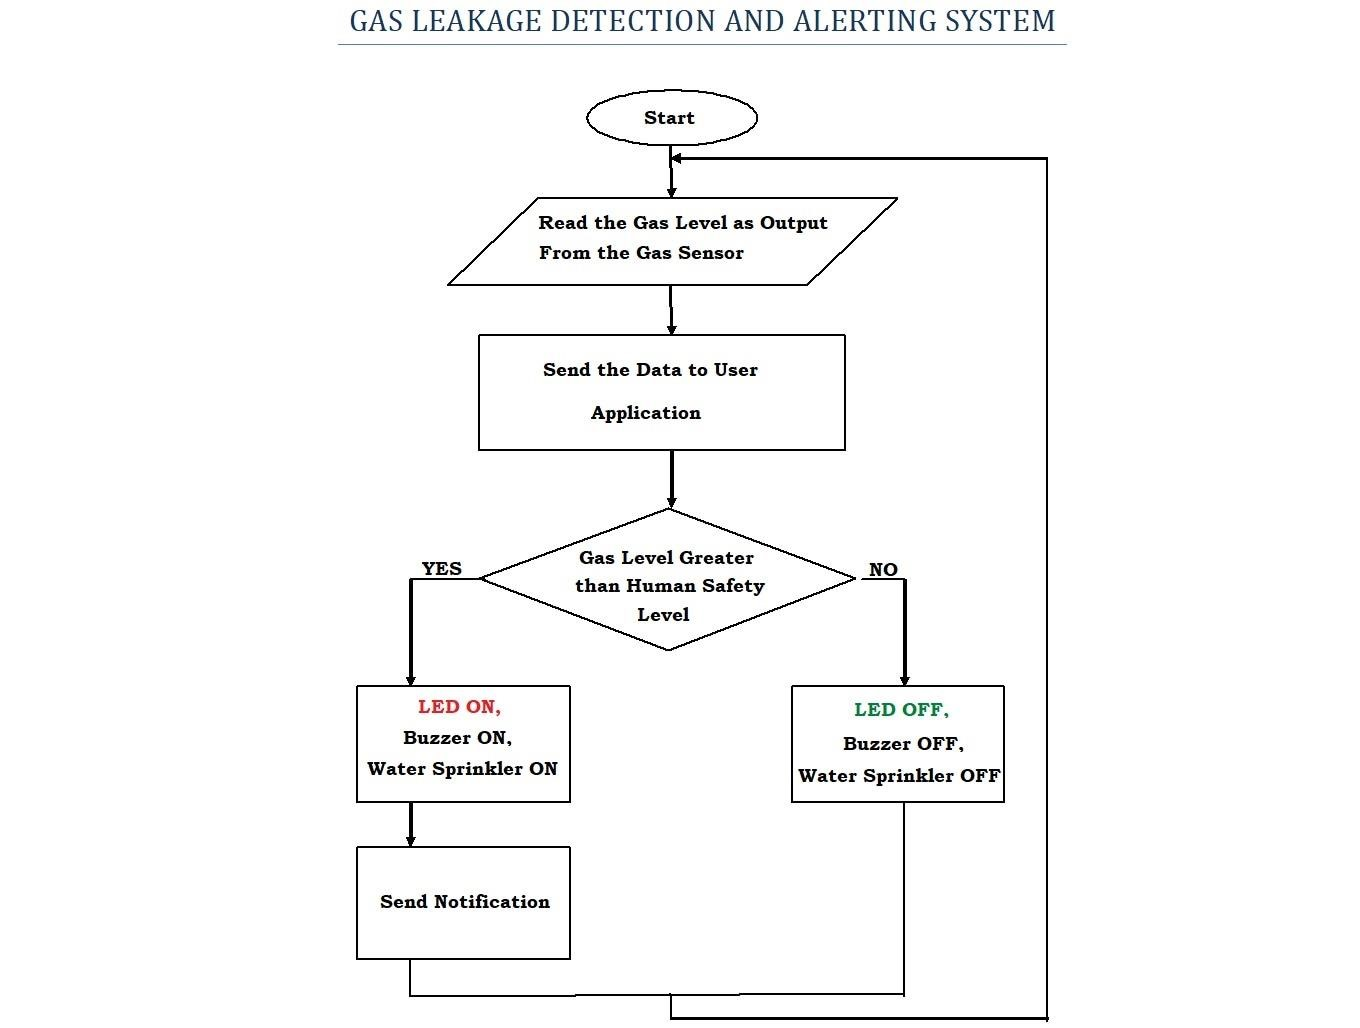 GAS LEAKAGE DETECTION AND ALERTING SYSTEM
Start
Read the Gas Level as Output
From the Gas Sensor
Send the Data to User
Application
Gas Level Greater
than Human Safety
Level
YES
NO
LED ON,
Buzzer ON,
Water Sprinkler ON
LED OFF,
Buzzer OFF,
Water Sprinkler OFF
Send Notification